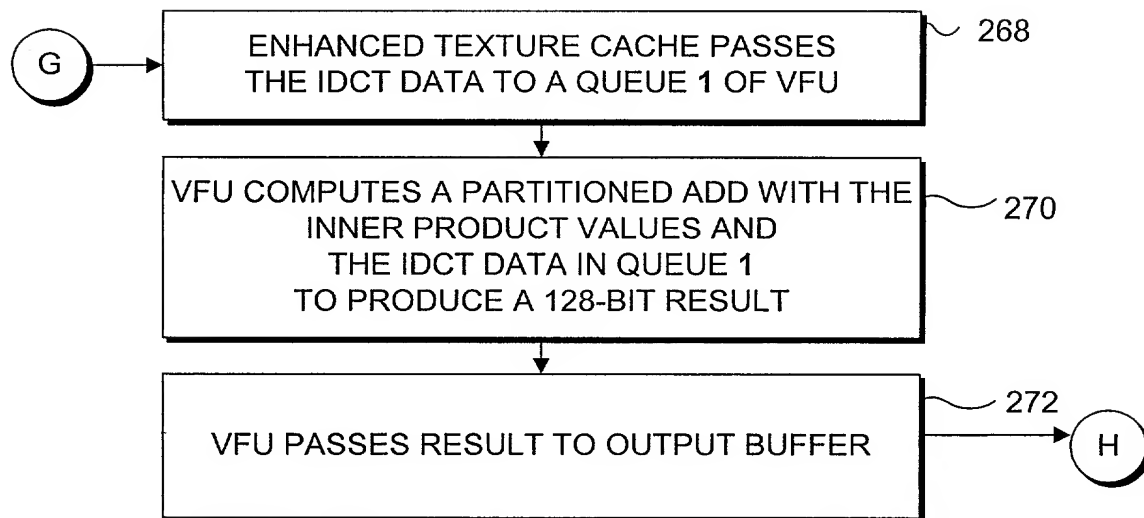 G
ENHANCED TEXTURE CACHE PASSES
THE IDCT DATA TO A QUEUE 1 OF VFU
268
VFU COMPUTES A PARTITIONED ADD WITH THE
INNER PRODUCT VALUES AND
THE IDCT DATA IN QUEUE 1
TO PRODUCE A 128-BIT RESULT
270
VFU PASSES RESULT TO OUTPUT BUFFER
272
H